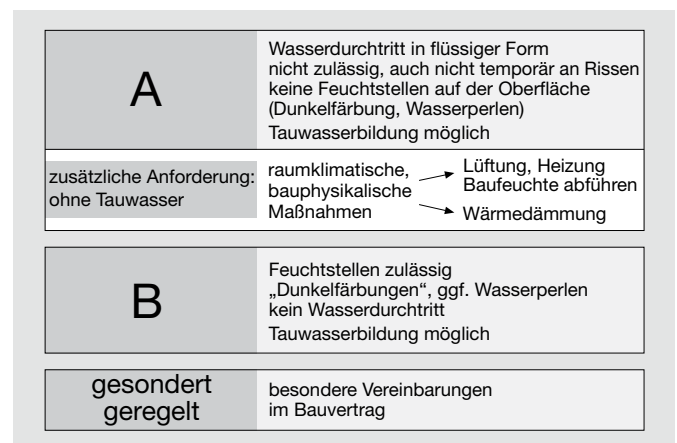 A
Wasserdurchtritt in flüssiger Form
nicht zulässig, auch nicht temporär an Rissen
keine Feuchtstellen auf der Oberfläche
(Dunkelfärbung, Wasserperlen)
Tauwasserbildung möglich
zusätzliche Anforderung:
ohne Tauwasser
raumklimatische,
bauphysikalische
Maßnahmen
Lüftung, Heizung
Baufeuchte abführen
Wärmedämmung
B
Feuchtstellen zulässig
„Dunkelfärbungen“, ggf. Wasserperlen
kein Wasserdurchtritt
Tauwasserbildung möglich
gesondert
geregelt
besondere Vereinbarungen
im Bauvertrag